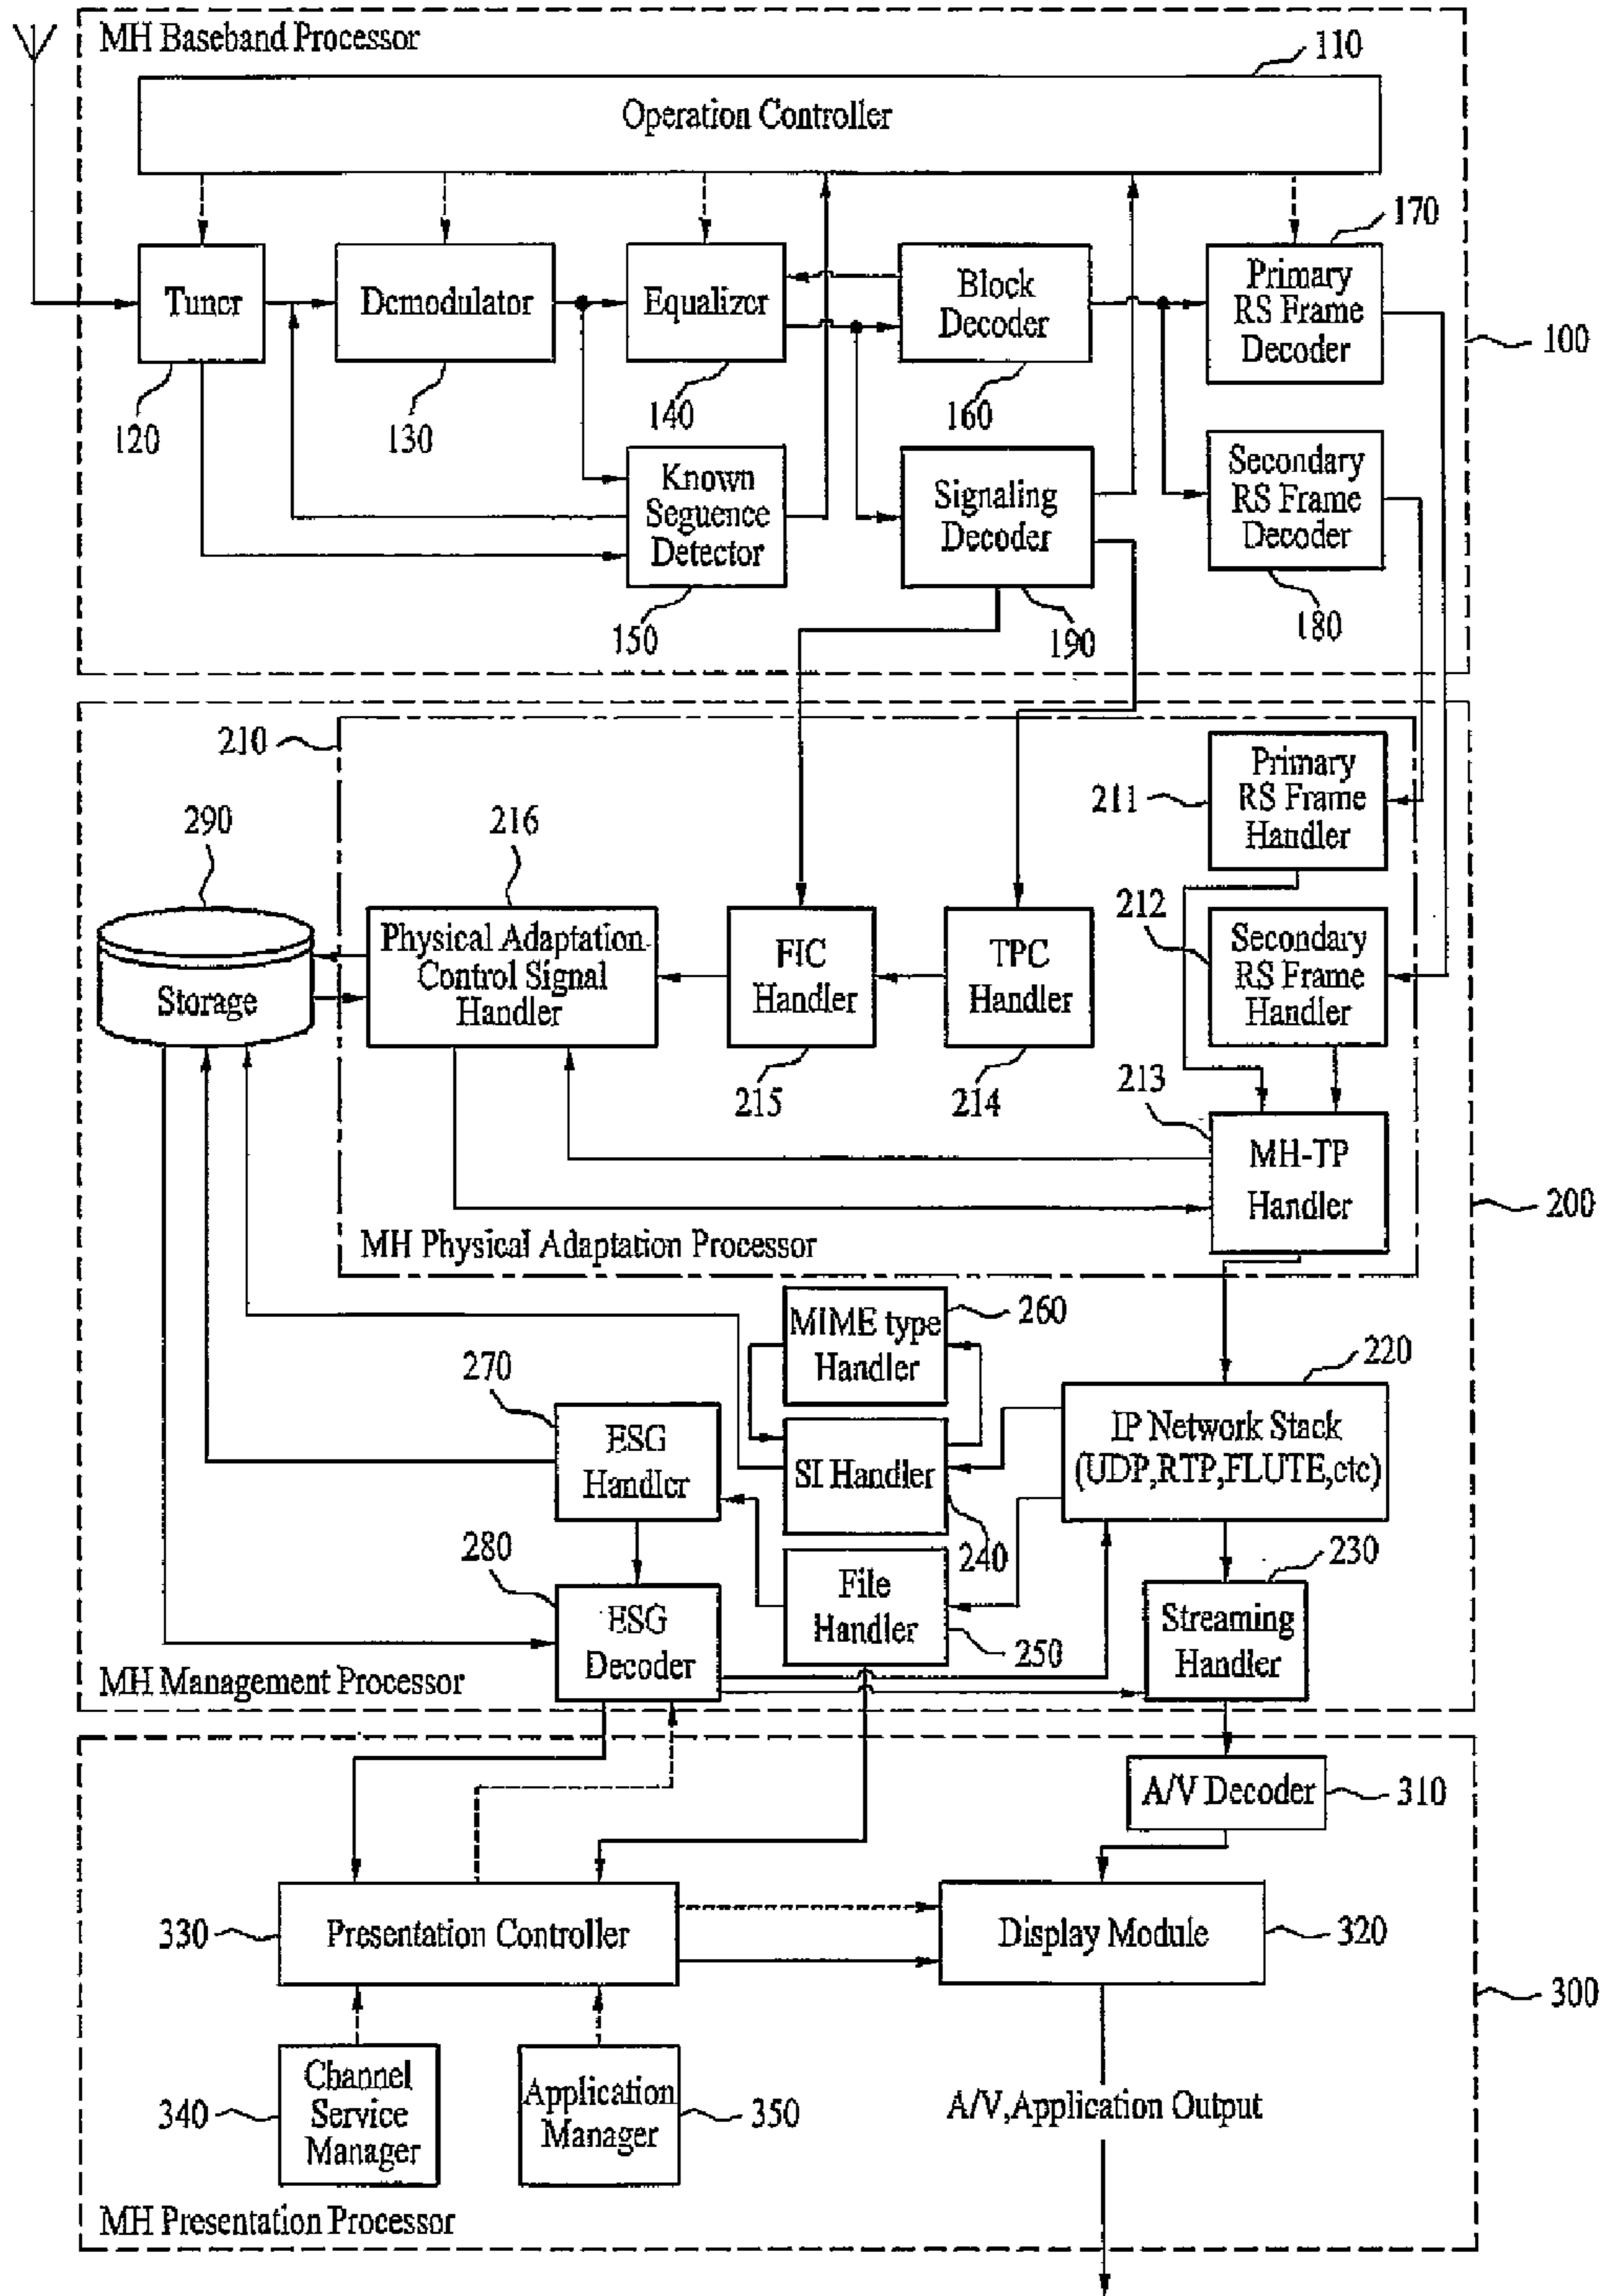 MH Baseband Processor
110
Operation Controller
170
Tuner
Demodulator
Equalizer
Block
Decoder
Primary
RS Frame
Decoder
100
120
130
140
160
Known
Seguence
Detector
Signaling
Decoder
Secondary
RS Frame
Decoder
150
190
180
210
Primary
RS Frame
Handler
211
290
216
212
Storage
Physical Adaptation
Control Signal
Handler
FIC
Handler
TPC
Handler
Secondary
RS Frame
Handler
215
214
213
MH-TP
Handler
200
MH Physical Adaptation Processor
MIME type
Handler
260
220
270
ESG
Handler
SI Handler
IP Network Stack
(UDP,RTP,FLUTE,etc)
240
280
230
ESG
Decoder
File
Handler
250
Streaming
Handler
MH Management Processor
A/V Decoder
310
330
Presentation Controller
Display Module
320
300
340
Channel
Service
Manager
Application
Manager
350
A/V,Application Output
MH Presentation Processor